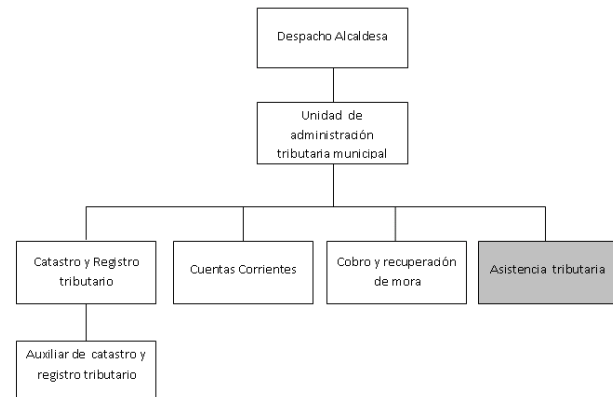 Despacho Alcaldesa
Unidad de
administración
tributaria municipal
Catastro y Registro
tributario
Cuentas Corrientes
Cobro y recuperación
de mora
Asistencia tributaria
Auxiliar de catastro y
registro tributario